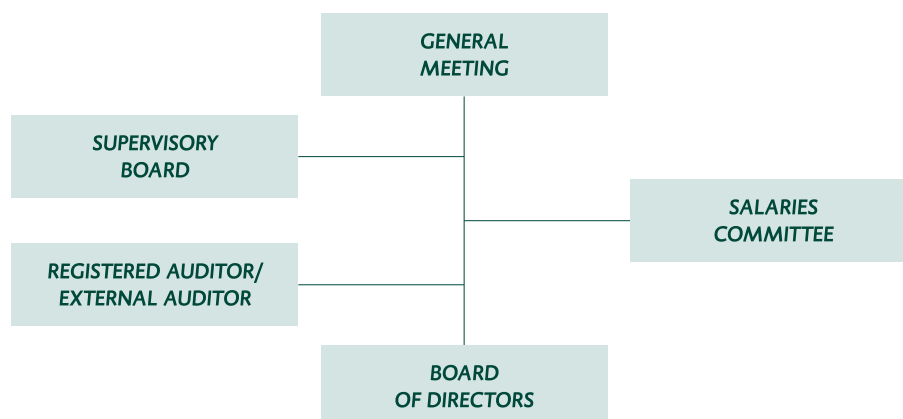 GENERAL
MEETING
SUPERVISORY
BOARD
SALARIES
COMMITTEE
REGISTERED AUDITOR/
EXTERNAL AUDITOR
BOARD
OF DIRECTORS